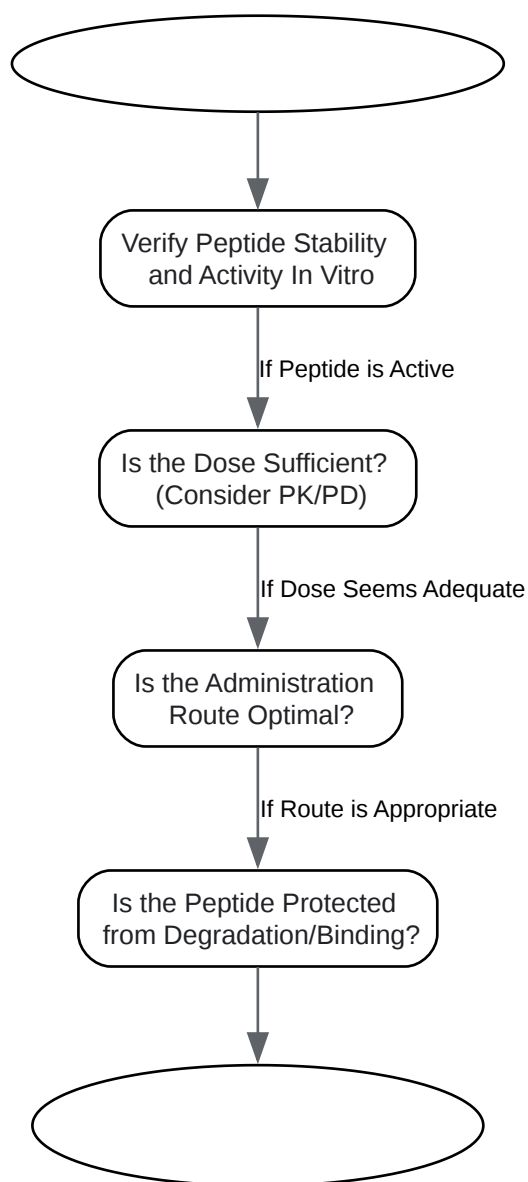 Verify Peptide Stability
and Activity In Vitro
If Peptide is Active
Is the Dose Sufficient?
(Consider PK/PD)
If Dose Seems Adequate
Is the Administration
Route Optimal?
If Route is Appropriate
Is the Peptide Protected
from Degradation/Binding?